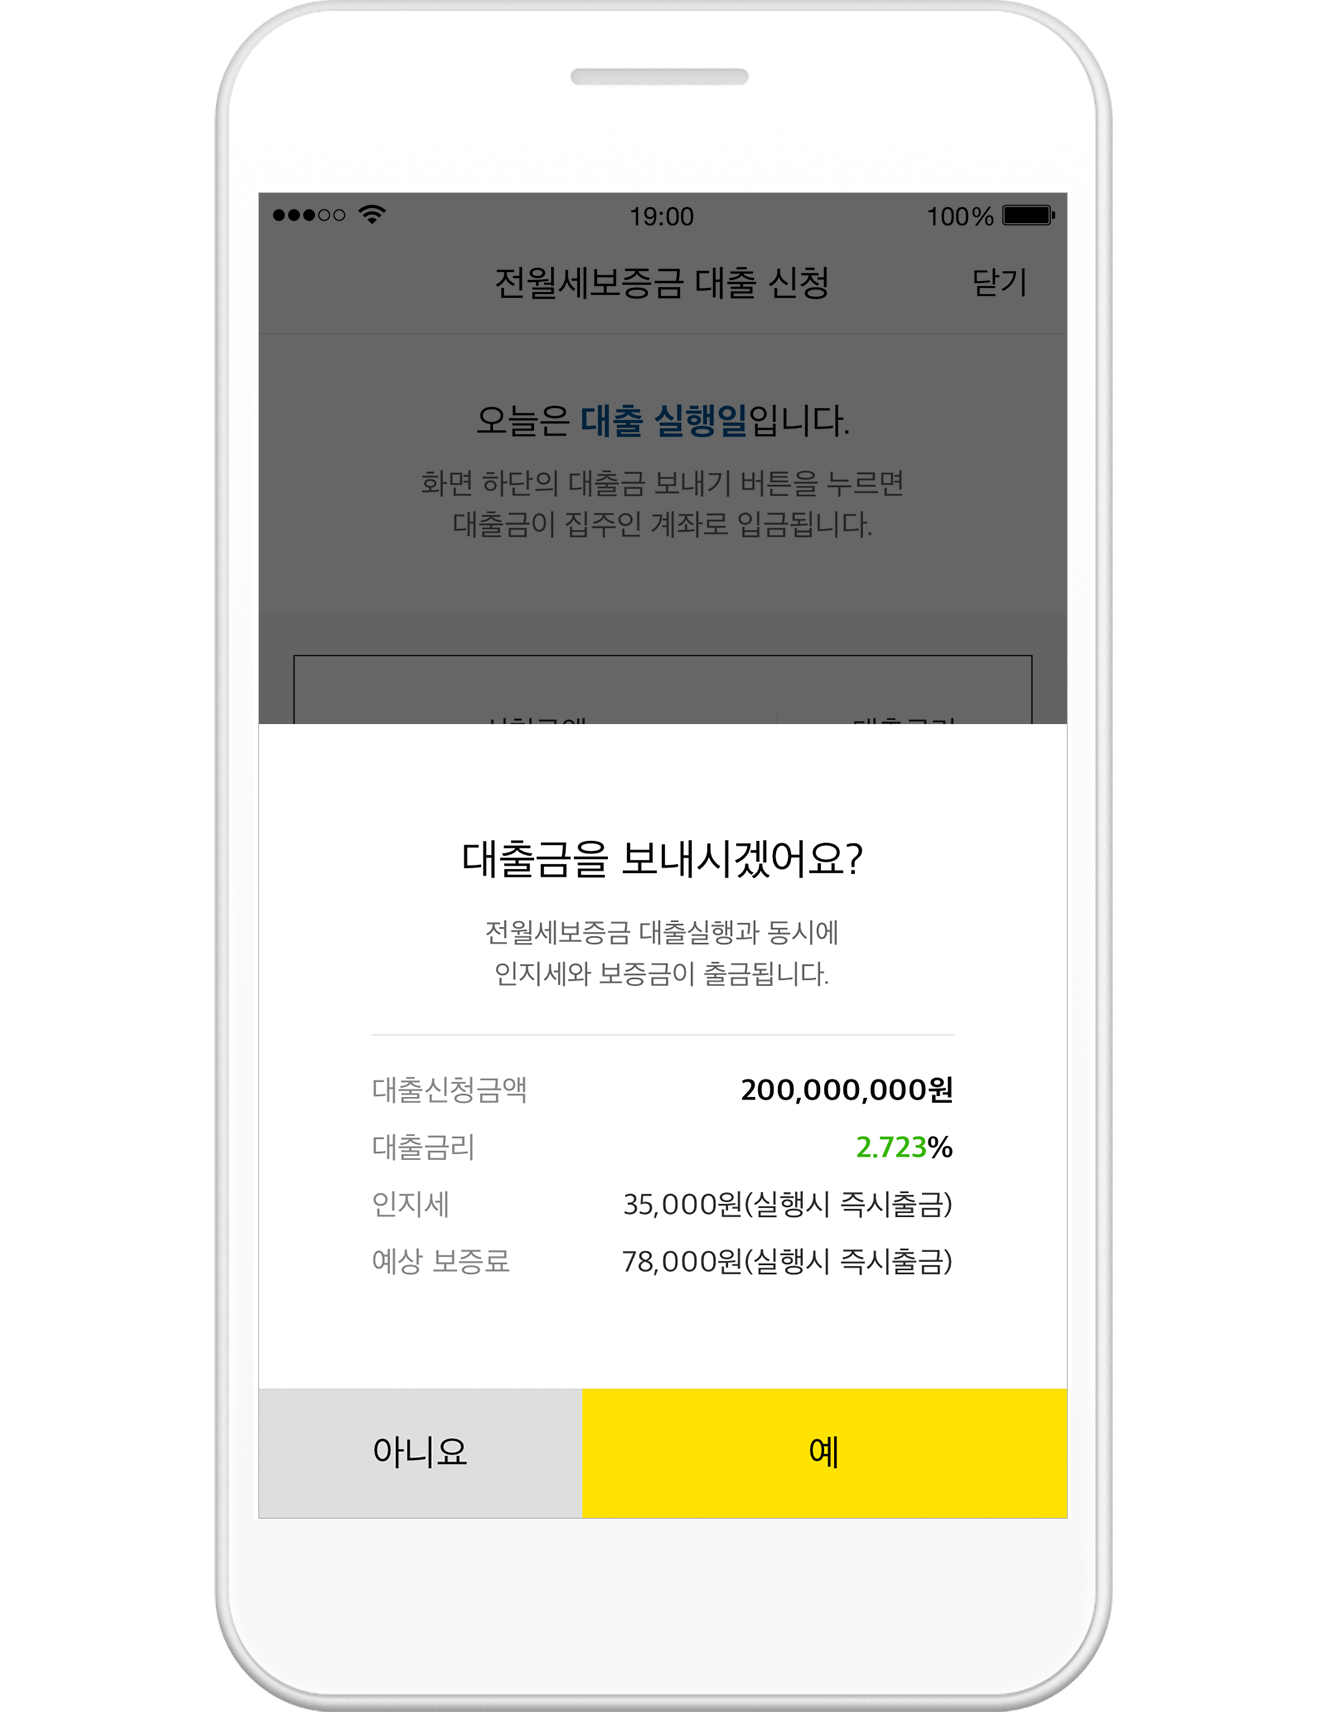 19:00
100%
전월세보증금 대출 신청
닫기
오늘은 대출 실행일입니다.
화면 하단의 대출금 보내기 버튼을 누르면
대출금이 집주인 계좌로 입금됩니다.
대출금을 보내시겠어요?
전월세보증금 대출실행과 동시에
인지세와 보증금이 출금됩니다.
대출신청금액 200,000,000원
대출금리 2.723%
인지세 35,000원(실행시 즉시출금)
예상 보증료 78,000원(실행시 즉시출금)
아니요
예